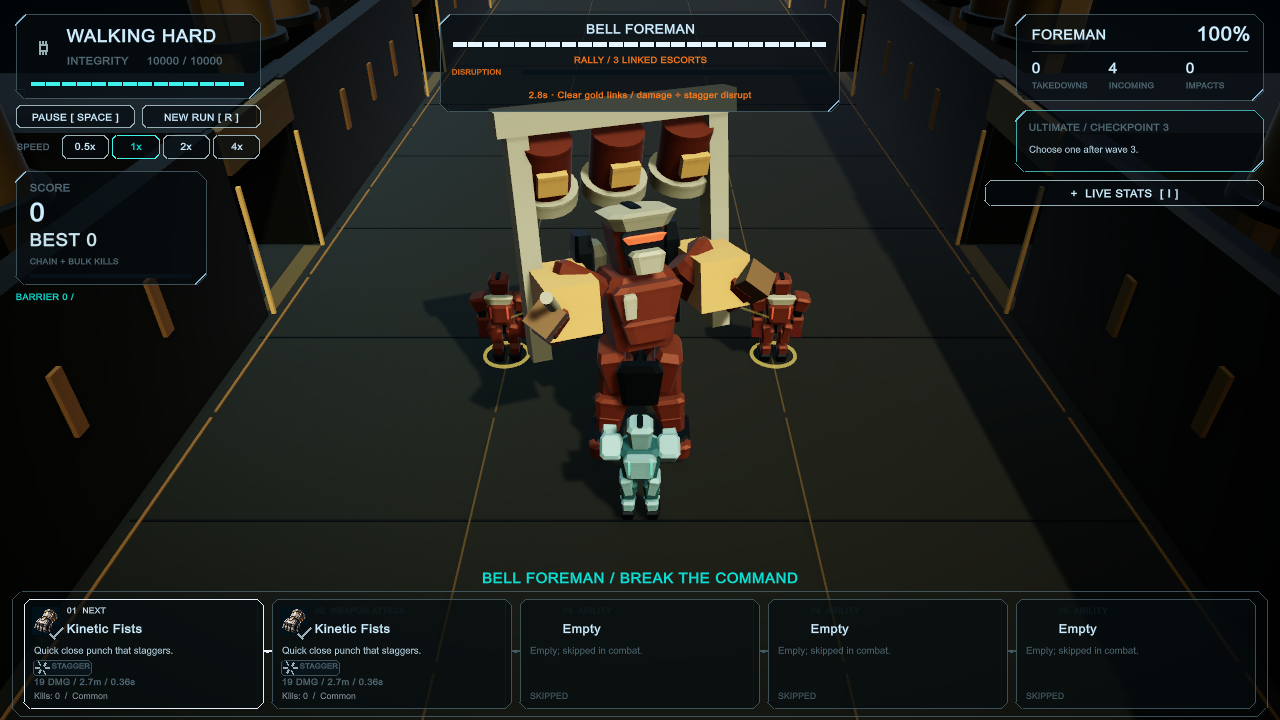 WALKING HARD
INTEGRITY 10000 / 10000
PAUSE [ SPACE ]
NEW RUN [ R ]
SPEED 0.5x 1x 2x 4x
SCORE
0
BEST 0
CHAIN + BULK KILLS
BARRIER 0 /
BELL FOREMAN
RALLY / 3 LINKED ESCORTS
DISRUPTION
2.8s · Clear gold links / damage + stagger disrupt
FOREMAN 100%
0 4 0
TAKEDOWNS INCOMING IMPACTS
ULTIMATE / CHECKPOINT 3
Choose one after wave 3.
+ LIVE STATS [ I ]
BELL FOREMAN / BREAK THE COMMAND
01 NEXT
Kinetic Fists
Quick close punch that staggers.
STAGGER
19 DMG / 2.7m / 0.36s
Kills: 0 / Common
02 WEAPON ATTACK
Kinetic Fists
Quick close punch that staggers.
STAGGER
19 DMG / 2.7m / 0.36s
Kills: 0 / Common
ABILITY
Empty
Empty; skipped in combat.
SKIPPED
ABILITY
Empty
Empty; skipped in combat.
SKIPPED
ABILITY
Empty
Empty; skipped in combat.
SKIPPED